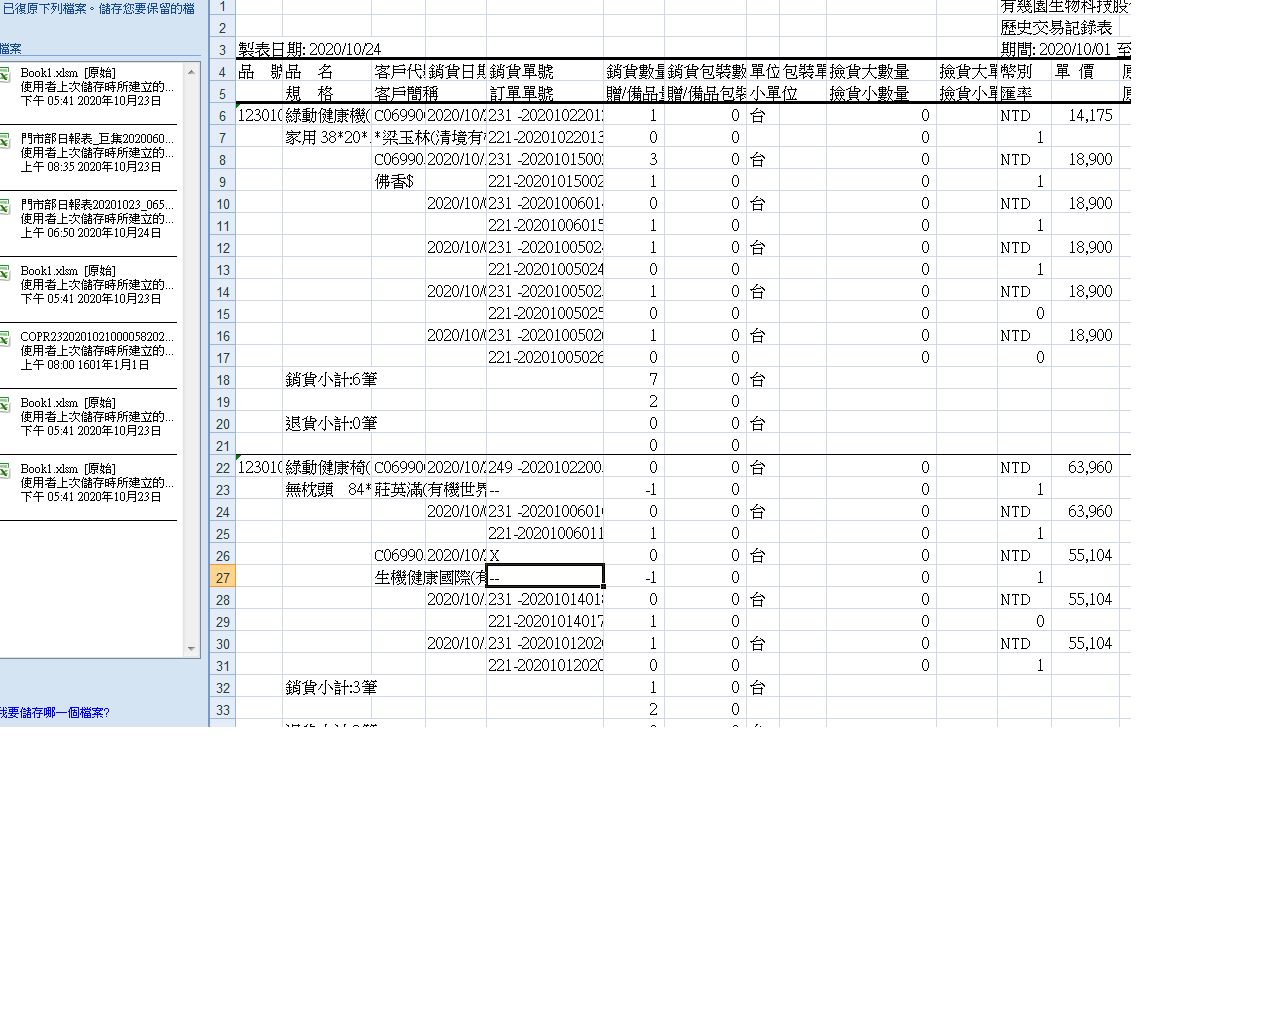 已復原下列檔案。儲存您要保留的檔
檔案
Book1.xlsm [原始]
使用者上次儲存時所建立的...
下午 05:41 2020年10月23日
門市部日報表_巨集2020060...
使用者上次儲存時所建立的...
上午 08:35 2020年10月23日
門市部日報表20201023_065...
使用者上次儲存時所建立的...
上午 06:50 2020年10月24日
Book1.xlsm [原始]
使用者上次儲存時所建立的...
下午 05:41 2020年10月23日
COPR2320201021000058202...
使用者上次儲存時所建立的...
上午 08:00 1601年1月1日
Book1.xlsm [原始]
使用者上次儲存時所建立的...
下午 05:41 2020年10月23日
Book1.xlsm [原始]
使用者上次儲存時所建立的...
下午 05:41 2020年10月23日
我要儲存哪一個檔案?
1 有幾園生物科技股
2 歷史交易記錄表
3 製表日期: 2020/10/24 期間: 2020/10/01 至
4 品 號 品 名 客戶代 銷貨日期 銷貨單號 銷貨數量 銷貨包裝數 單位 包裝單 撿貨大數量 撿貨大單 幣別 單 價
5 規 格 客戶簡稱 訂單單號 贈/備品量 贈/備品包裝 小單位 撿貨小數量 撿貨小單 匯率
6 12301 綠動健康機( C0699 2020/10/ 231 -2020102201 1 0 台 0 NTD 14,175
7 家用 38*20* *梁玉林(清境有 221-20201022013 0 0 0 1
8 C0699 2020/10/ 231 -2020101500 3 0 台 0 NTD 18,900
9 佛香$ 221-20201015002 1 0 0 1
10 2020/10/ 231 -2020100601 0 0 台 0 NTD 18,900
11 221-20201006015 1 0 0 1
12 2020/10/ 231 -2020100502 1 0 台 0 NTD 18,900
13 221-20201005024 0 0 0 1
14 2020/10/ 231 -2020100502 1 0 台 0 NTD 18,900
15 221-20201005025 0 0 0 0
16 2020/10/ 231 -2020100502 1 0 台 0 NTD 18,900
17 221-20201005026 0 0 0 0
18 銷貨小計:6筆 7 0 台
19 2 0
20 退貨小計:0筆 0 0 台
21 0 0
22 12301 綠動健康椅( C0699 2020/10/ 249 -202010220 0 0 台 0 NTD 63,960
23 無枕頭 84* 莊英滿(有機世界 -- -1 0 0 1
24 2020/10/ 231 -2020100601 0 0 台 0 NTD 63,960
25 221-20201006011 1 0 0 1
26 C0699 2020/10/ X 0 0 台 0 NTD 55,104
27 生機健康國際(有 -- -1 0 0 1
28 2020/10/ 231 -2020101401 0 0 台 0 NTD 55,104
29 221-20201014017 1 0 0 0
30 2020/10/ 231 -2020101202 1 0 台 0 NTD 55,104
31 221-20201012020 0 0 0 1
32 銷貨小計:3筆 1 0 台
33 2 0